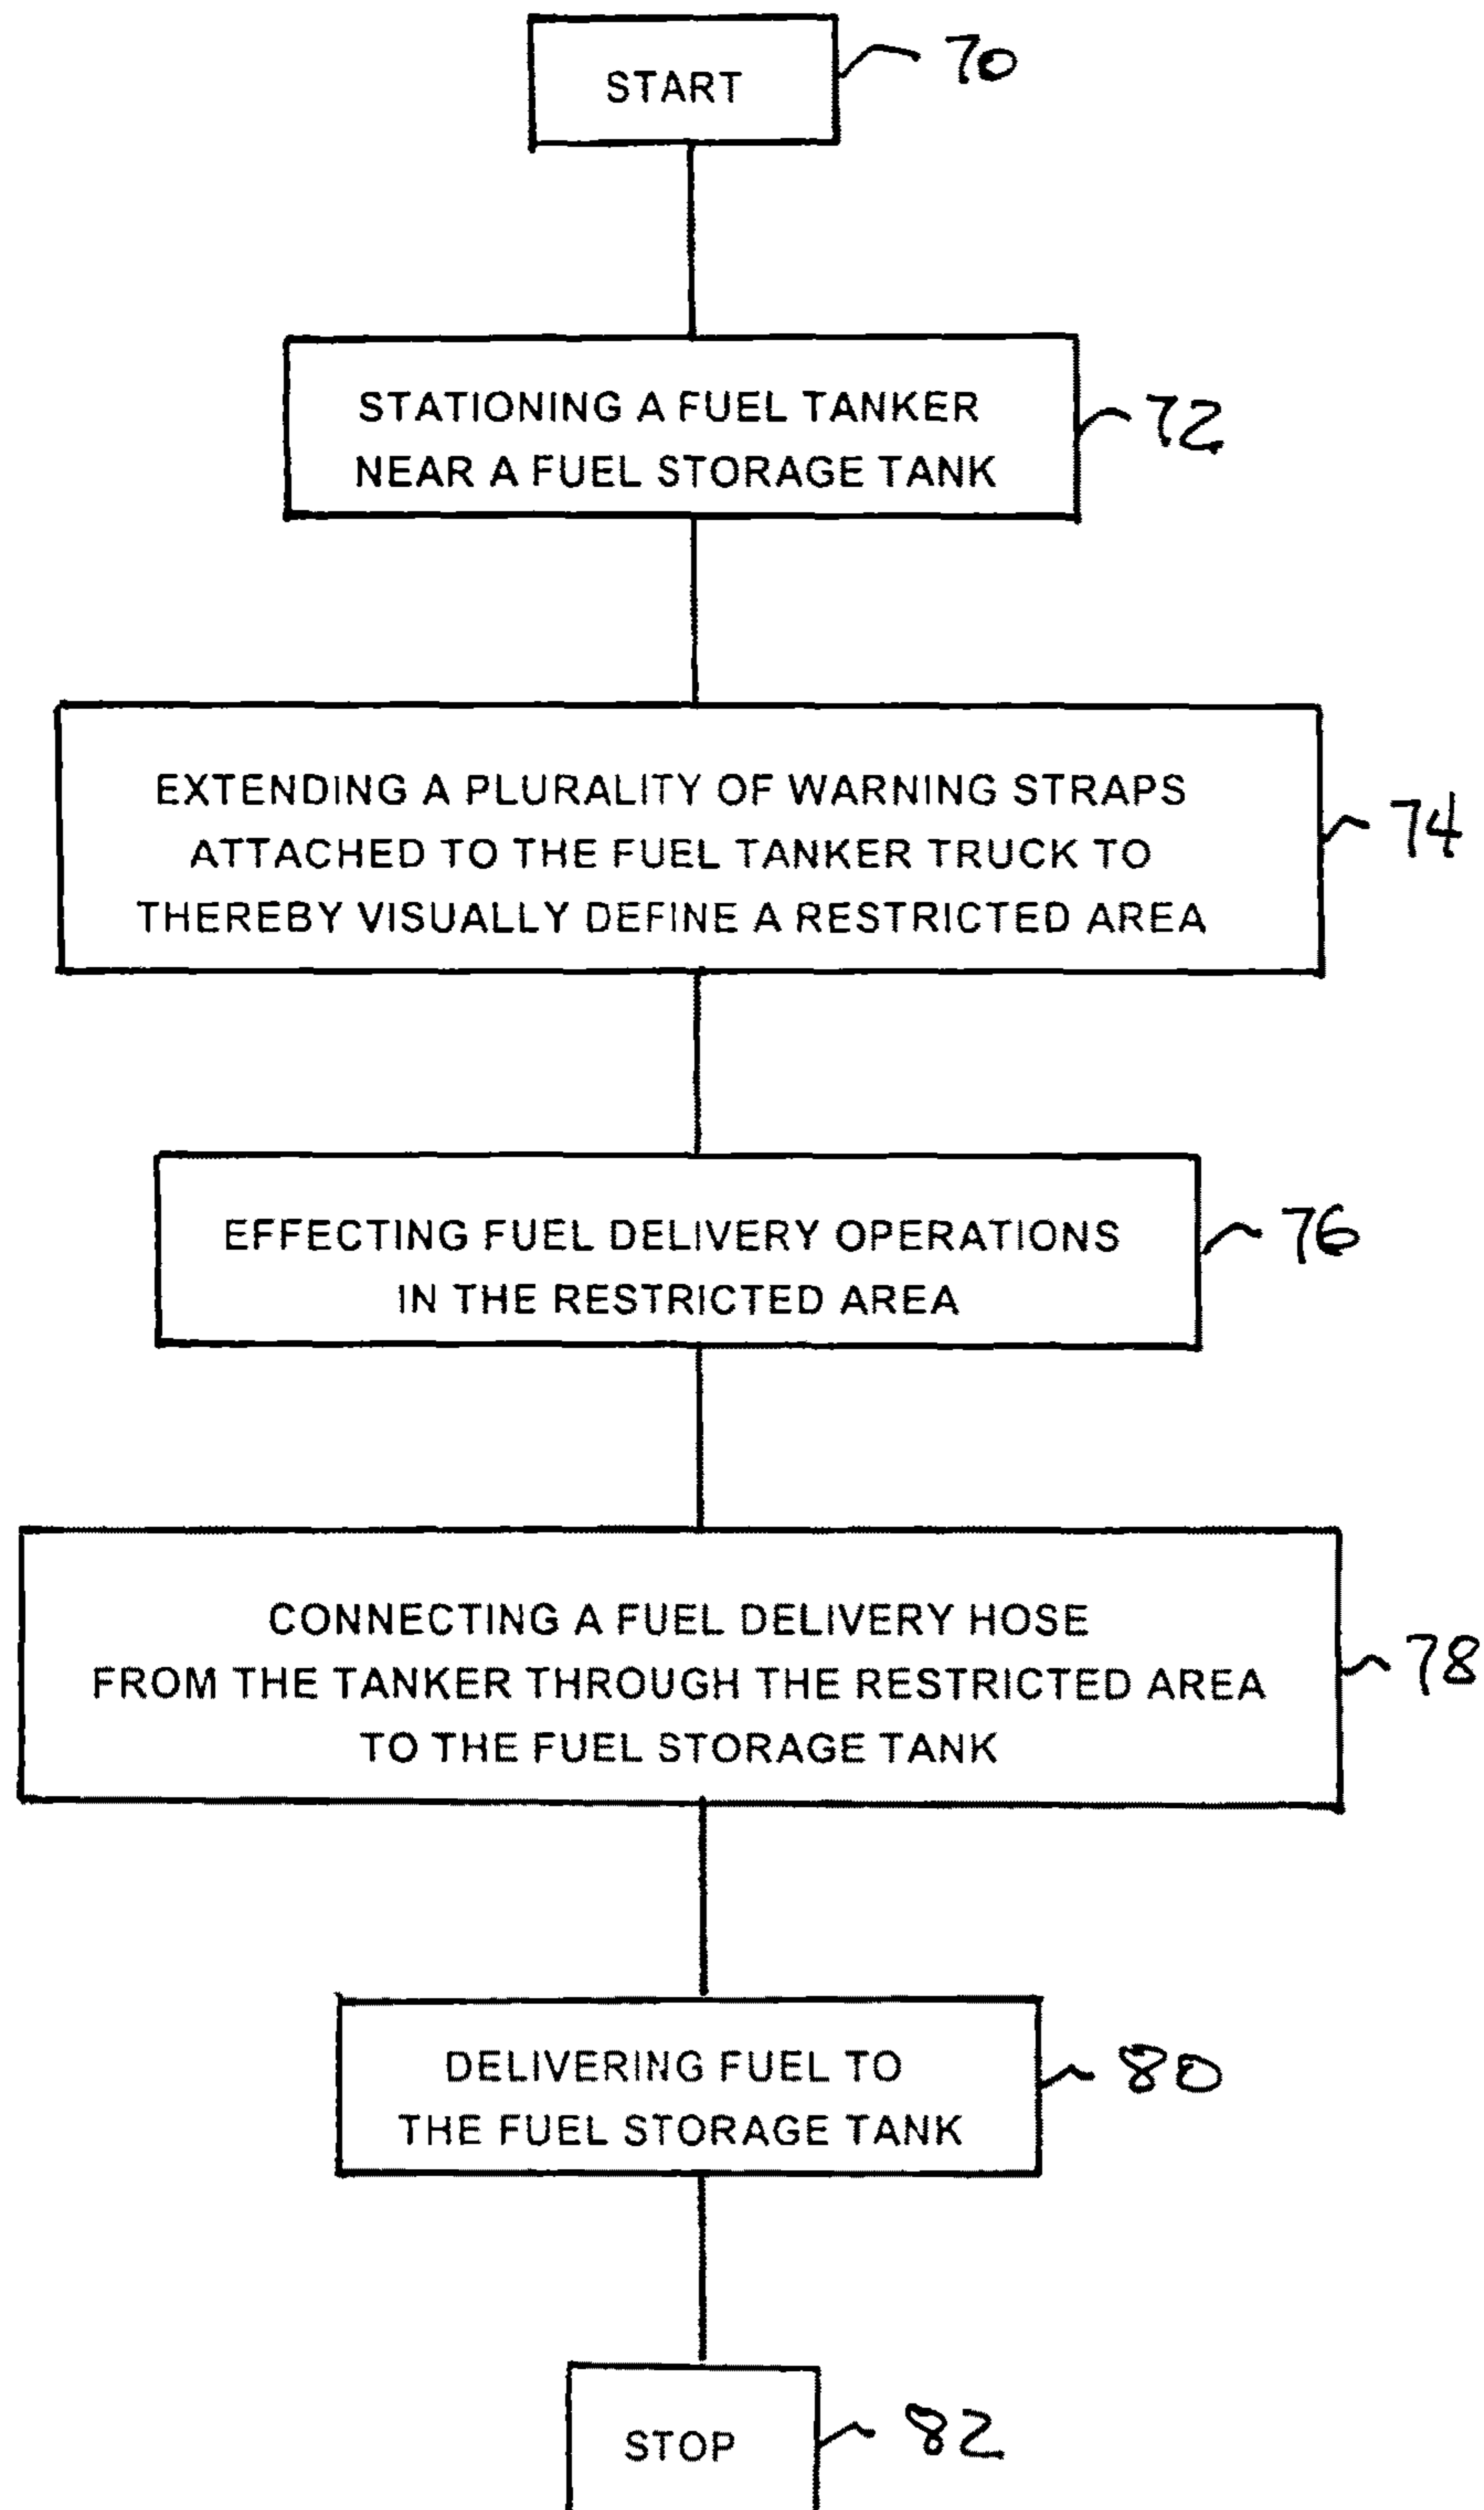 START
70
STATIONING A FUEL TANKER
NEAR A FUEL STORAGE TANK
72
EXTENDING A PLURALITY OF WARNING STRAPS
ATTACHED TO THE FUEL TANKER TRUCK TO
THEREBY VISUALLY DEFINE A RESTRICTED AREA
74
EFFECTING FUEL DELIVERY OPERATIONS
IN THE RESTRICTED AREA
76
CONNECTING A FUEL DELIVERY HOSE
FROM THE TANKER THROUGH THE RESTRICTED AREA
TO THE FUEL STORAGE TANK
78
DELIVERING FUEL TO
THE FUEL STORAGE TANK
80
STOP
82